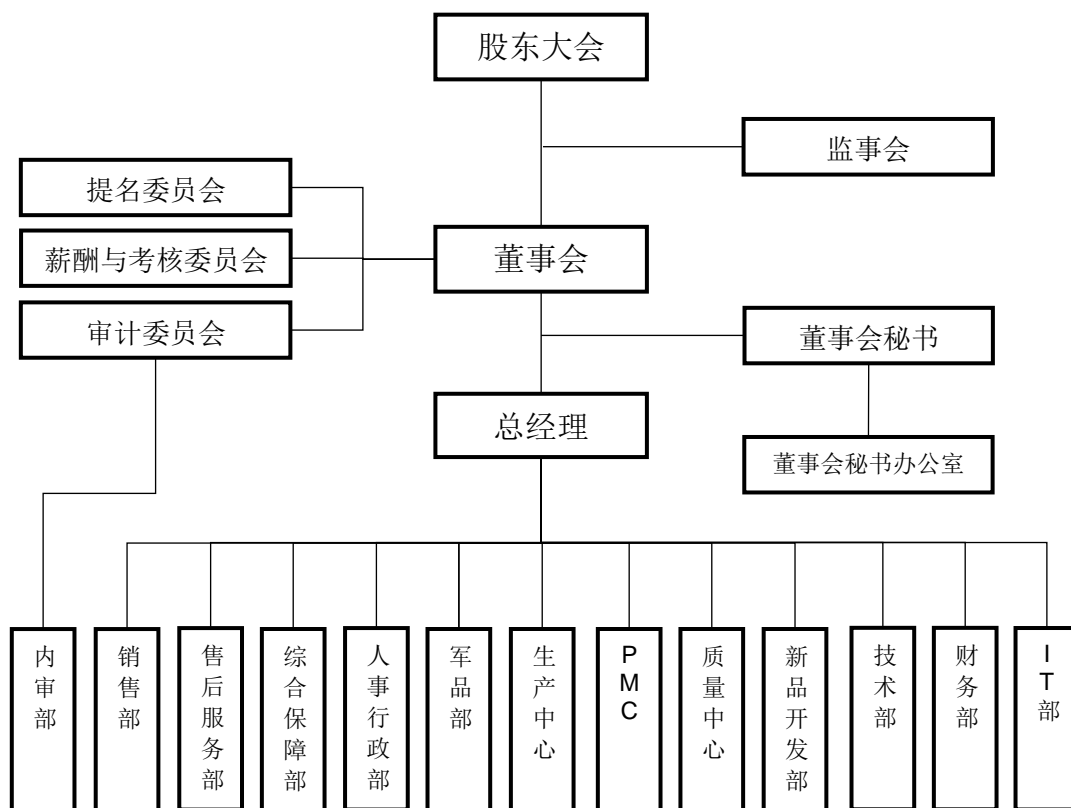 股东大会
监事会
提名委员会
薪酬与考核委员会
董事会
审计委员会
董事会秘书
总经理
董事会秘书办公室
内审部
销售部
售后服务部
综合保障部
人事行政部
军品部
生产中心
PMC
质量中心
新品开发部
技术部
财务部
IT部